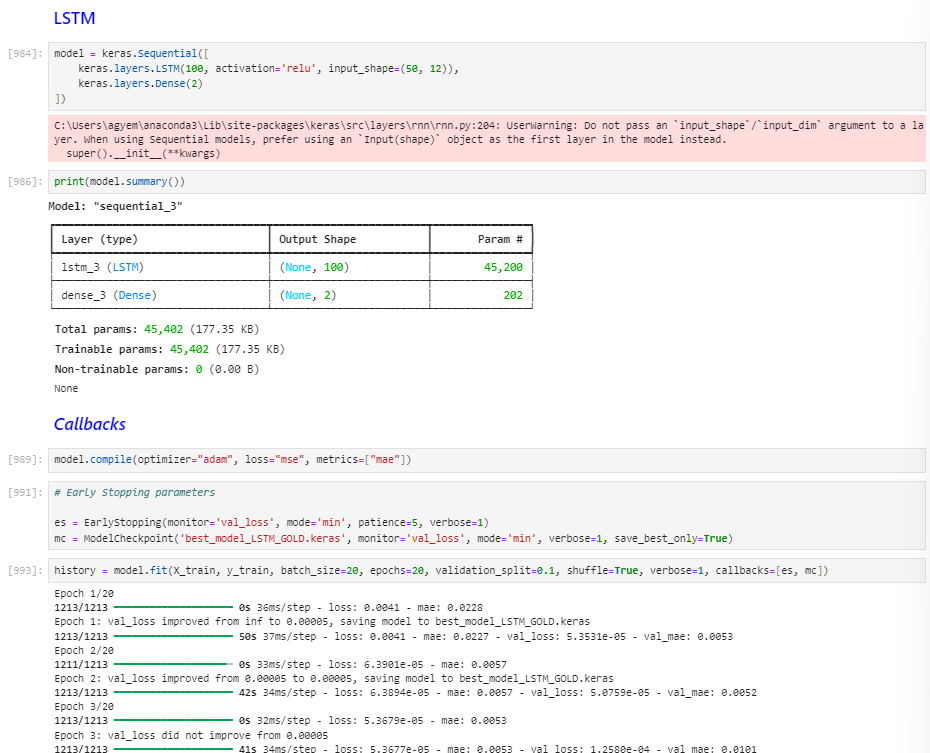 LSTM
[984]: model = keras.Sequential([
    keras.layers.LSTM(100, activation='relu', input_shape=(50, 12)),
    keras.layers.Dense(2)
])
C:\Users\agyem\anaconda3\Lib\site-packages\keras\src\layers\rnn\rnn.py:204: UserWarning: Do not pass an `input_shape`/`input_dim` argument to a la
yer. When using Sequential models, prefer using an `Input(shape)` object as the first layer in the model instead.
  super().__init__(**kwargs)
[986]: print(model.summary())
Model: "sequential_3"
Layer (type) Output Shape Param #
lstm_3 (LSTM) (None, 100) 45,200
dense_3 (Dense) (None, 2) 202
Total params: 45,402 (177.35 KB)
Trainable params: 45,402 (177.35 KB)
Non-trainable params: 0 (0.00 B)
None
Callbacks
[989]: model.compile(optimizer="adam", loss="mse", metrics=["mae"])
[991]: # Early Stopping parameters
es = EarlyStopping(monitor='val_loss', mode='min', patience=5, verbose=1)
mc = ModelCheckpoint('best_model_LSTM_GOLD.keras', monitor='val_loss', mode='min', verbose=1, save_best_only=True)
[993]: history = model.fit(X_train, y_train, batch_size=20, epochs=20, validation_split=0.1, shuffle=True, verbose=1, callbacks=[es, mc])
Epoch 1/20
1213/1213 0s 36ms/step - loss: 0.0041 - mae: 0.0228
Epoch 1: val_loss improved from inf to 0.00005, saving model to best_model_LSTM_GOLD.keras
1213/1213 50s 37ms/step - loss: 0.0041 - mae: 0.0227 - val_loss: 5.3531e-05 - val_mae: 0.0053
Epoch 2/20
1211/1213 0s 33ms/step - loss: 6.3901e-05 - mae: 0.0057
Epoch 2: val_loss improved from 0.00005 to 0.00005, saving model to best_model_LSTM_GOLD.keras
1213/1213 42s 34ms/step - loss: 6.3894e-05 - mae: 0.0057 - val_loss: 5.0759e-05 - val_mae: 0.0052
Epoch 3/20
1213/1213 0s 32ms/step - loss: 5.3679e-05 - mae: 0.0053
Epoch 3: val_loss did not improve from 0.00005
1213/1213 41s 34ms/step - loss: 5.3677e-05 - mae: 0.0053 - val_loss: 1.2580e-04 - val_mae: 0.0101